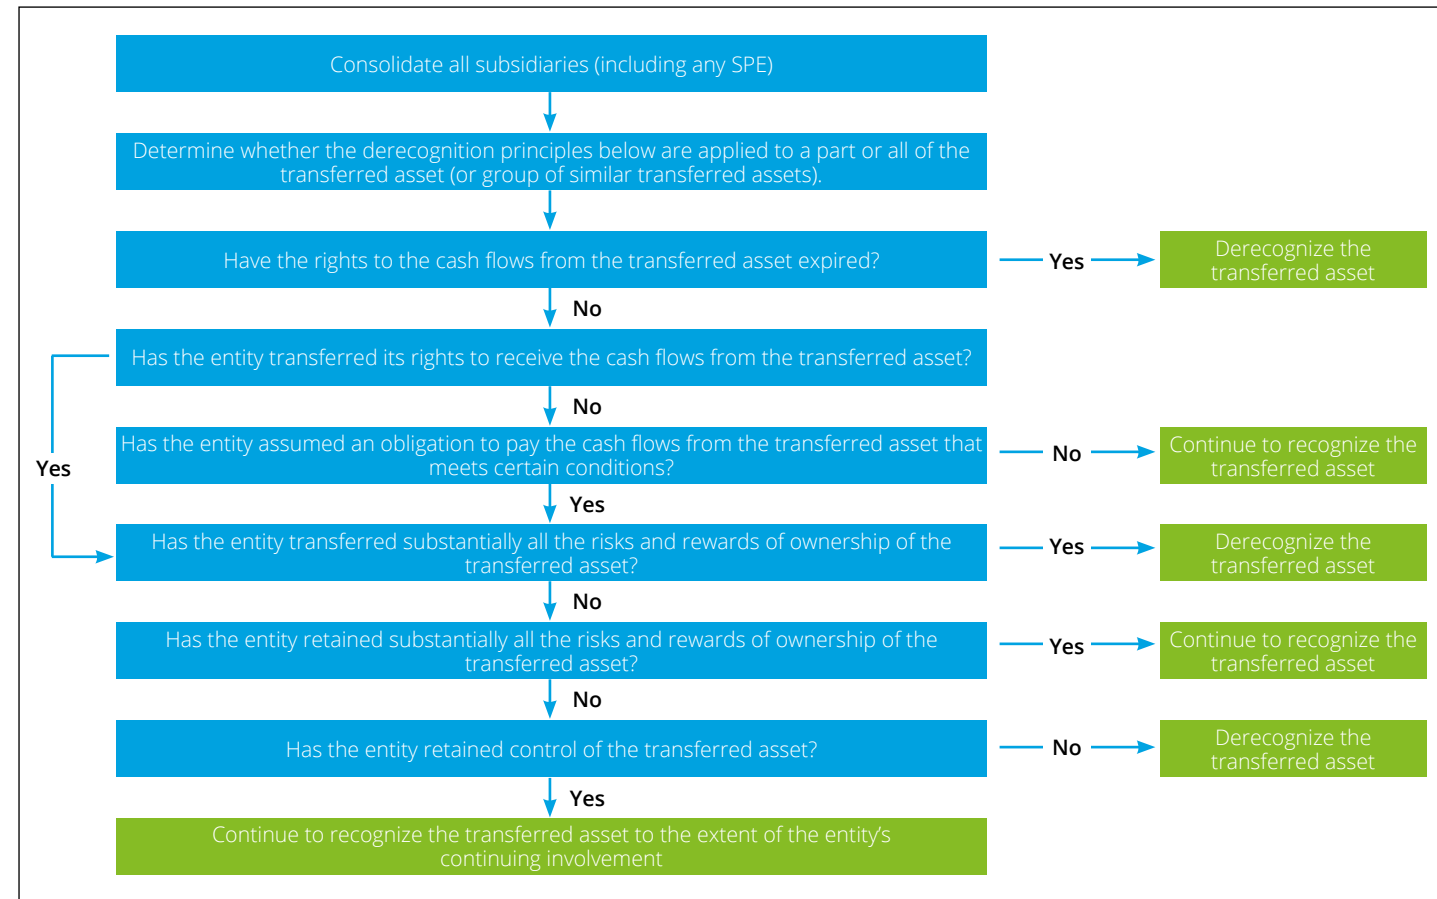 Consolidate all subsidiaries (including any SPE)
Determine whether the derecognition principles below are applied to a part or all of the
transferred asset (or group of similar transferred assets).
Have the rights to the cash flows from the transferred asset expired?
Yes
Derecognize the
transferred asset
No
Has the entity transferred its rights to receive the cash flows from the transferred asset?
No
Yes
Has the entity assumed an obligation to pay the cash flows from the transferred asset that
meets certain conditions?
No
Continue to recognize the
transferred asset
Yes
Has the entity transferred substantially all the risks and rewards of ownership of the
transferred asset?
Yes
Derecognize the
transferred asset
No
Has the entity retained substantially all the risks and rewards of ownership of the
transferred asset?
Yes
Continue to recognize the
transferred asset
No
Has the entity retained control of the transferred asset?
No
Derecognize the
transferred asset
Yes
Continue to recognize the transferred asset to the extent of the entity’s
continuing involvement